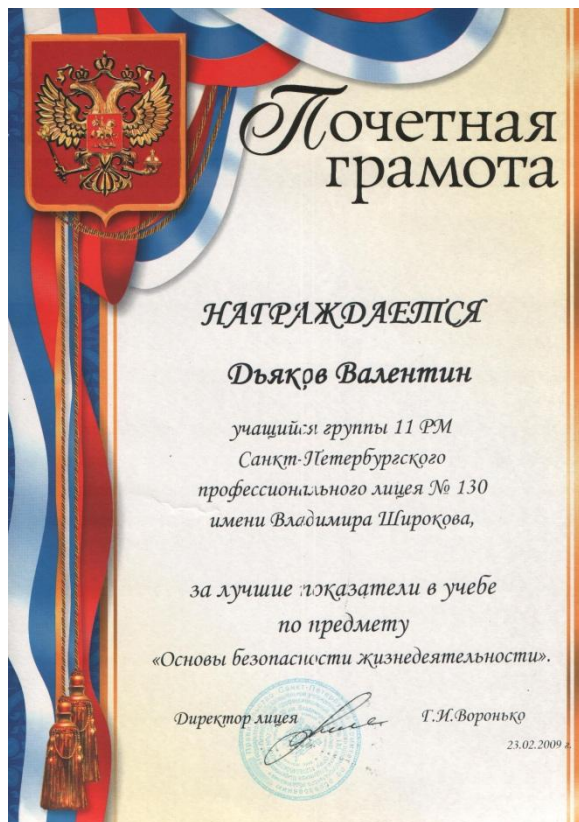 Почетная
грамота
НАГРАЖДАЕТСЯ
Дьяков Валентин
учащийся группы 11 РМ
Санкт-Петербургского
профессионального лицея № 130
имени Владимира Широкова,
за лучшие показатели в учебе
по предмету
«Основы безопасности жизнедеятельности».
Директор лицея Г.И.Воронько
23.02.2009 г.